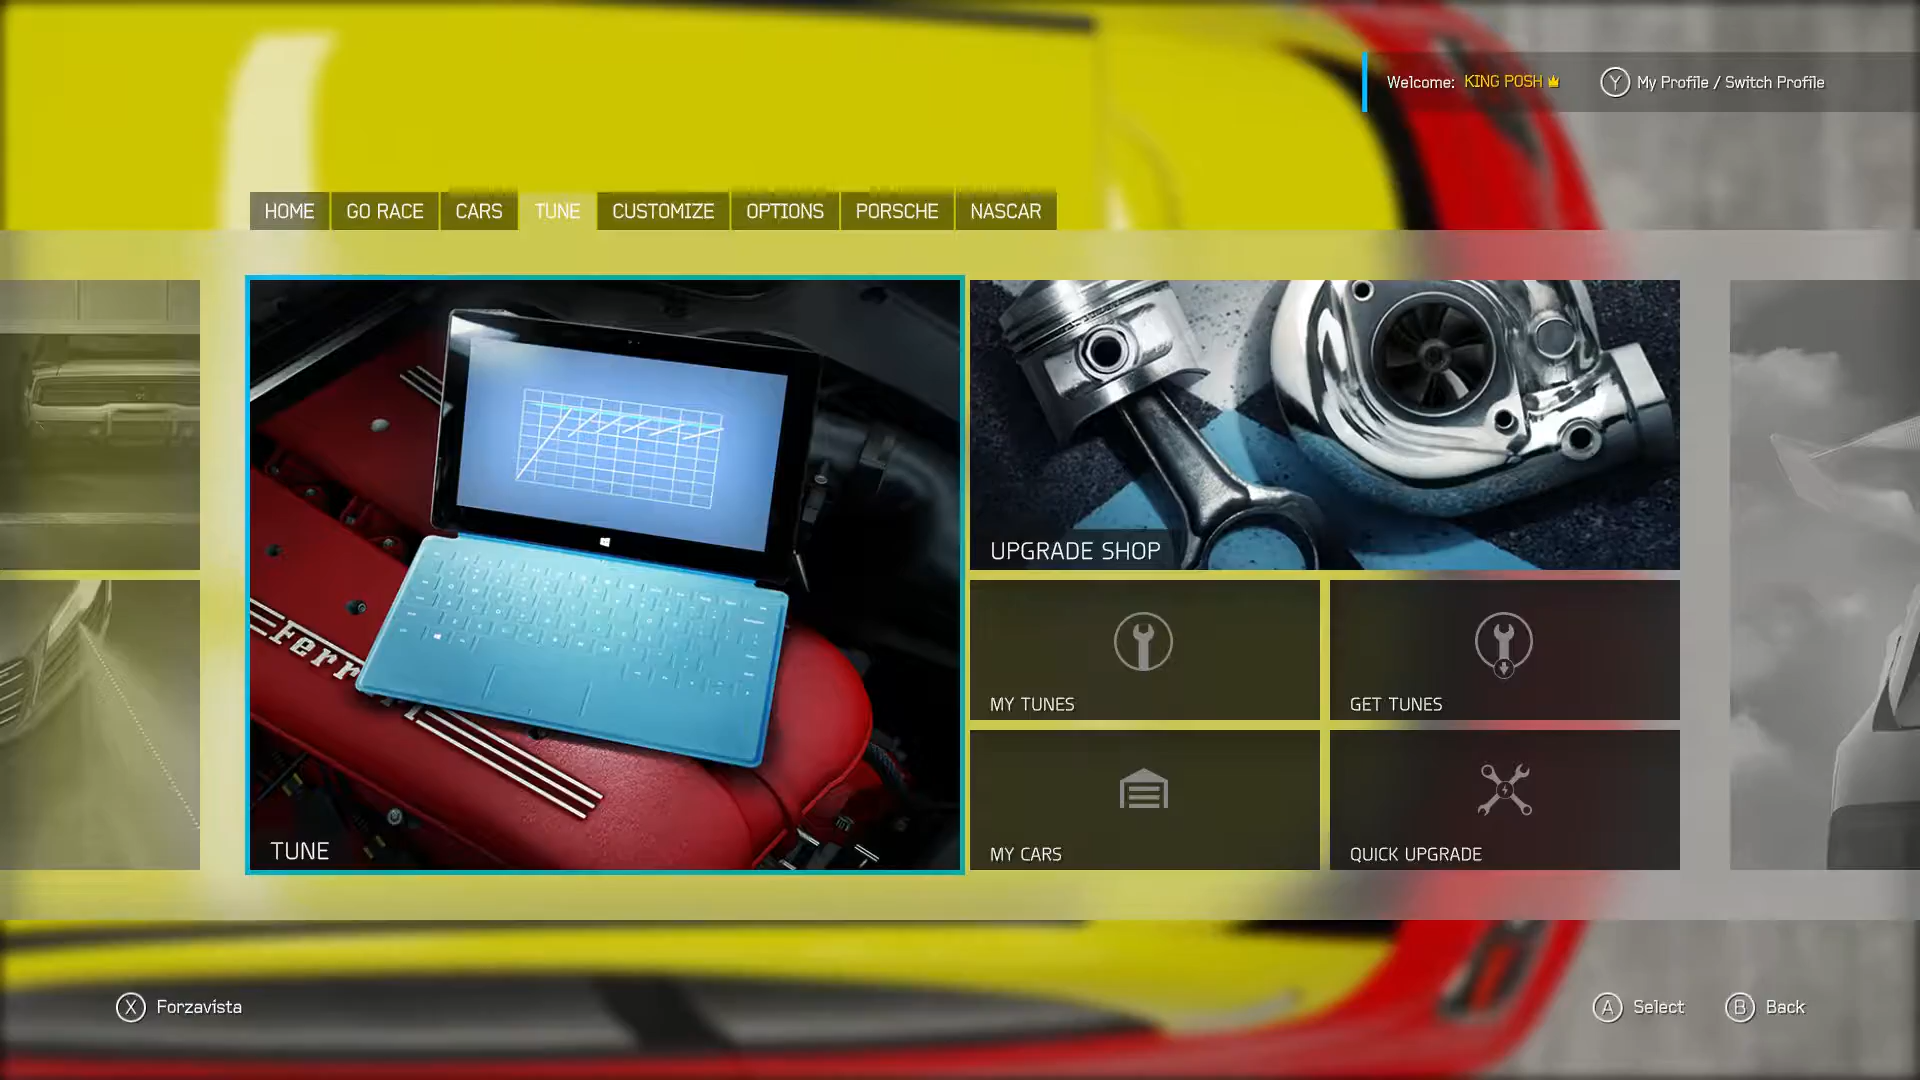 Welcome: KING POSH
Y My Profile / Switch Profile
HOME GO RACE CARS TUNE CUSTOMIZE OPTIONS PORSCHE NASCAR
UPGRADE SHOP
MY TUNES
GET TUNES
TUNE
MY CARS
QUICK UPGRADE
X Forzavista
A Select
B Back